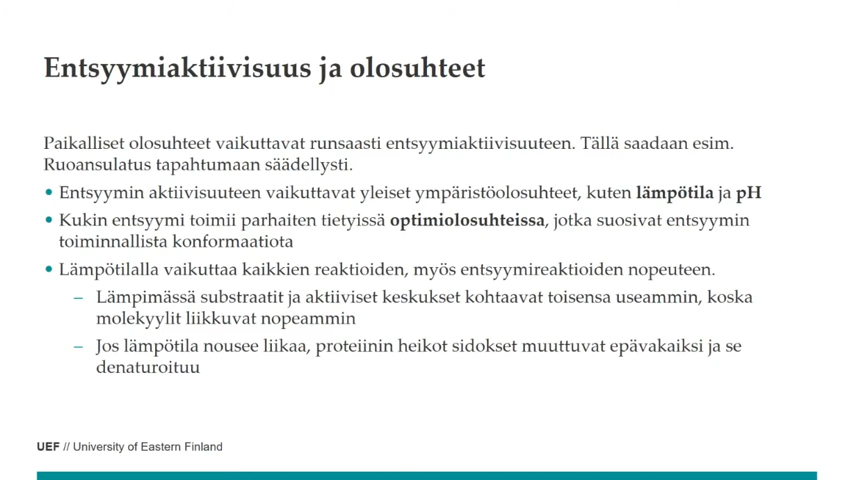 Entsyymiaktiivisuus ja olosuhteet
Paikalliset olosuhteet vaikuttavat runsaasti entsyymiaktiivisuuteen. Tällä saadaan esim.
Ruoansulatus tapahtumaan säädellysti.
• Entsyymin aktiivisuuteen vaikuttavat yleiset ympäristöolosuhteet, kuten lämpötila ja pH
• Kukin entsyymi toimii parhaiten tietyissä optimiolosuhteissa, jotka suosivat entsyymin
toiminnallista konformaatiota
• Lämpötilalla vaikuttaa kaikkien reaktioiden, myös entsyymireaktioiden nopeuteen.
– Lämpimässä substraatit ja aktiiviset keskukset kohtaavat toisensa useammin, koska
molekyylit liikkuvat nopeammin
– Jos lämpötila nousee liikaa, proteiinin heikot sidokset muuttuvat epävakaiksi ja se
denaturoituu
UEF // University of Eastern Finland